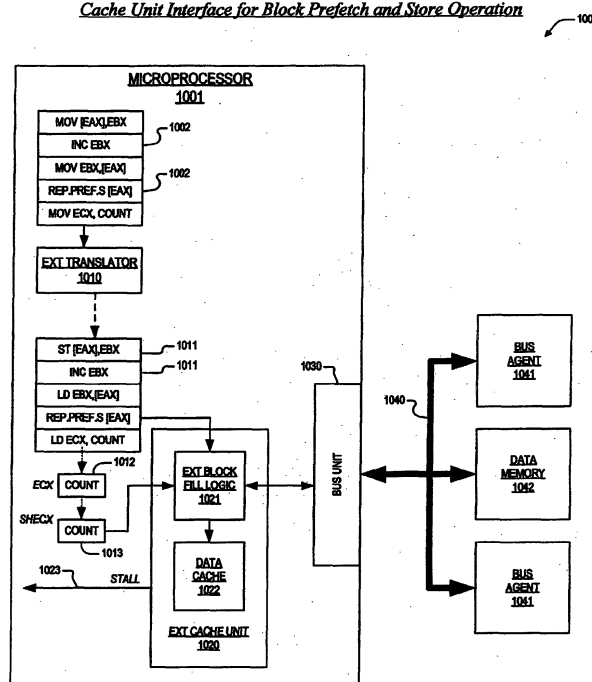 Cache Unit Interface for Block Prefetch and Store Operation
100
MICROPROCESSOR
1001
MOV [EAX],EBX
INC EBX
MOV EBX,[EAX]
REP.PREF.S [EAX]
MOV ECX, COUNT
1002
1002
EXT TRANSLATOR
1010
ST [EAX],EBX
INC EBX
LD EBX,[EAX]
REP.PREF.S [EAX]
LD ECX, COUNT
1011
1011
ECX
COUNT
1012
SHECX
COUNT
1013
EXT BLOCK
FILL LOGIC
1021
DATA
CACHE
1022
EXT CACHE UNIT
1020
1023
STALL
1030
BUS UNIT
1040
BUS
AGENT
1041
DATA
MEMORY
1042
BUS
AGENT
1041